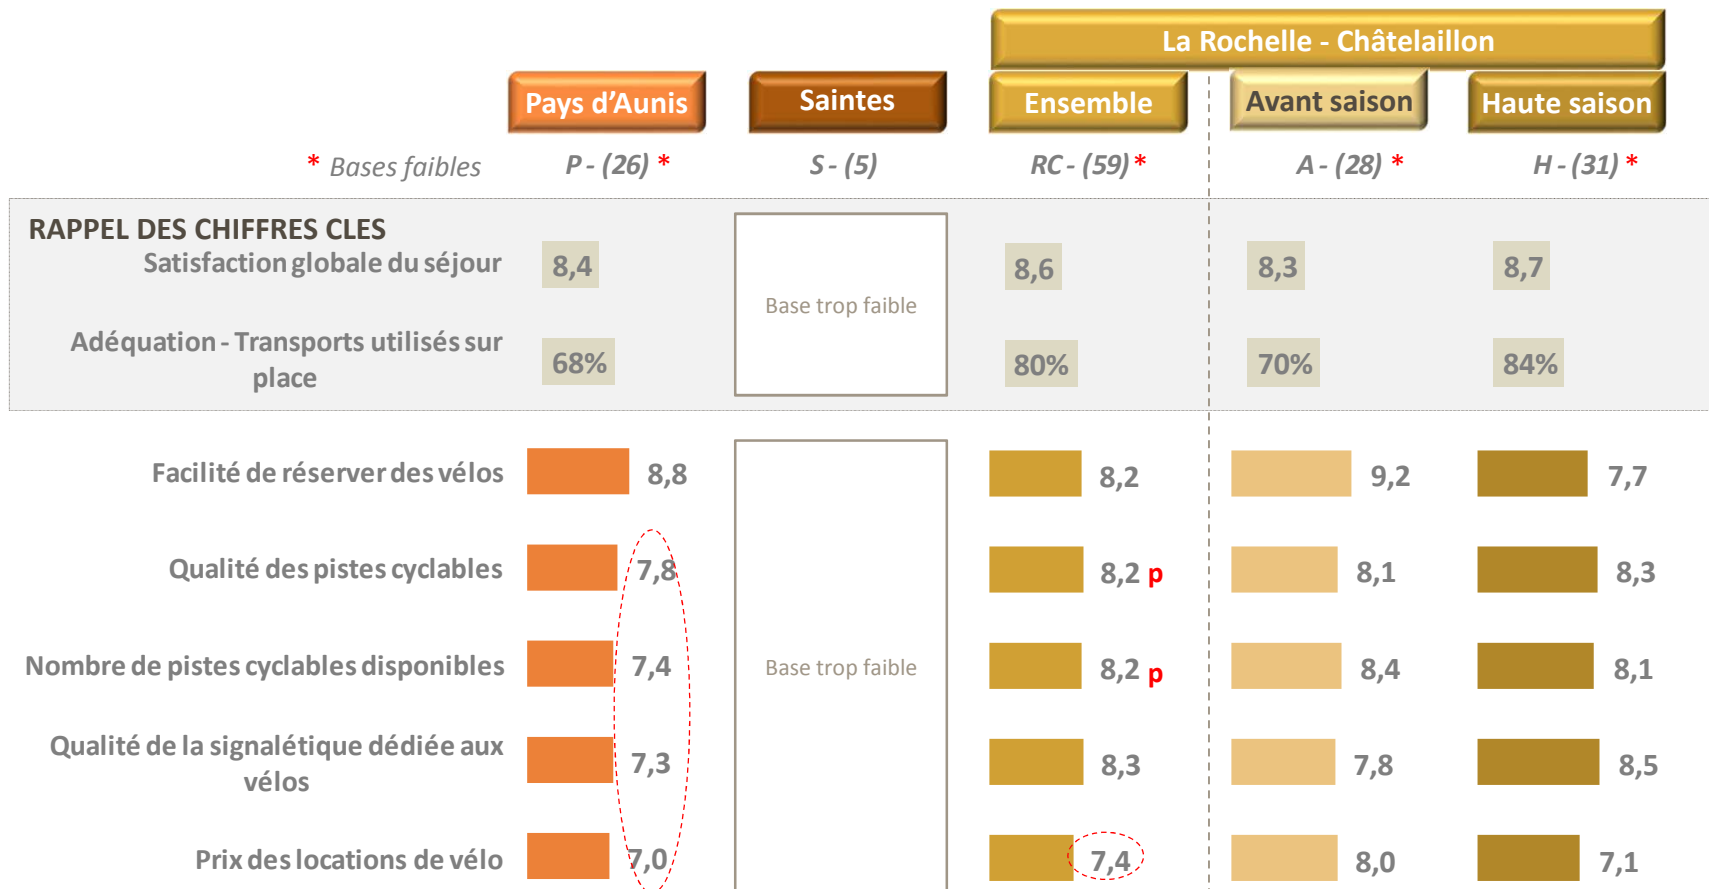 La Rochelle - Châtelaillon
Pays d'Aunis Saintes Ensemble Avant saison Haute saison
* Bases faibles P - (26) * S - (5) RC - (59) * A - (28) * H - (31) *
RAPPEL DES CHIFFRES CLES
Satisfaction globale du séjour 8,4 8,6 8,3 8,7
Base trop faible
Adéquation - Transports utilisés sur
place
68% 80% 70% 84%
Facilité de réserver des vélos 8,8 8,2 9,2 7,7
Qualité des pistes cyclables 7,8 8,2 p 8,1 8,3
Nombre de pistes cyclables disponibles 7,4 Base trop faible 8,2 p 8,4 8,1
Qualité de la signalétique dédiée aux
vélos
7,3 8,3 7,8 8,5
Prix des locations de vélo 7,0 7,4 8,0 7,1